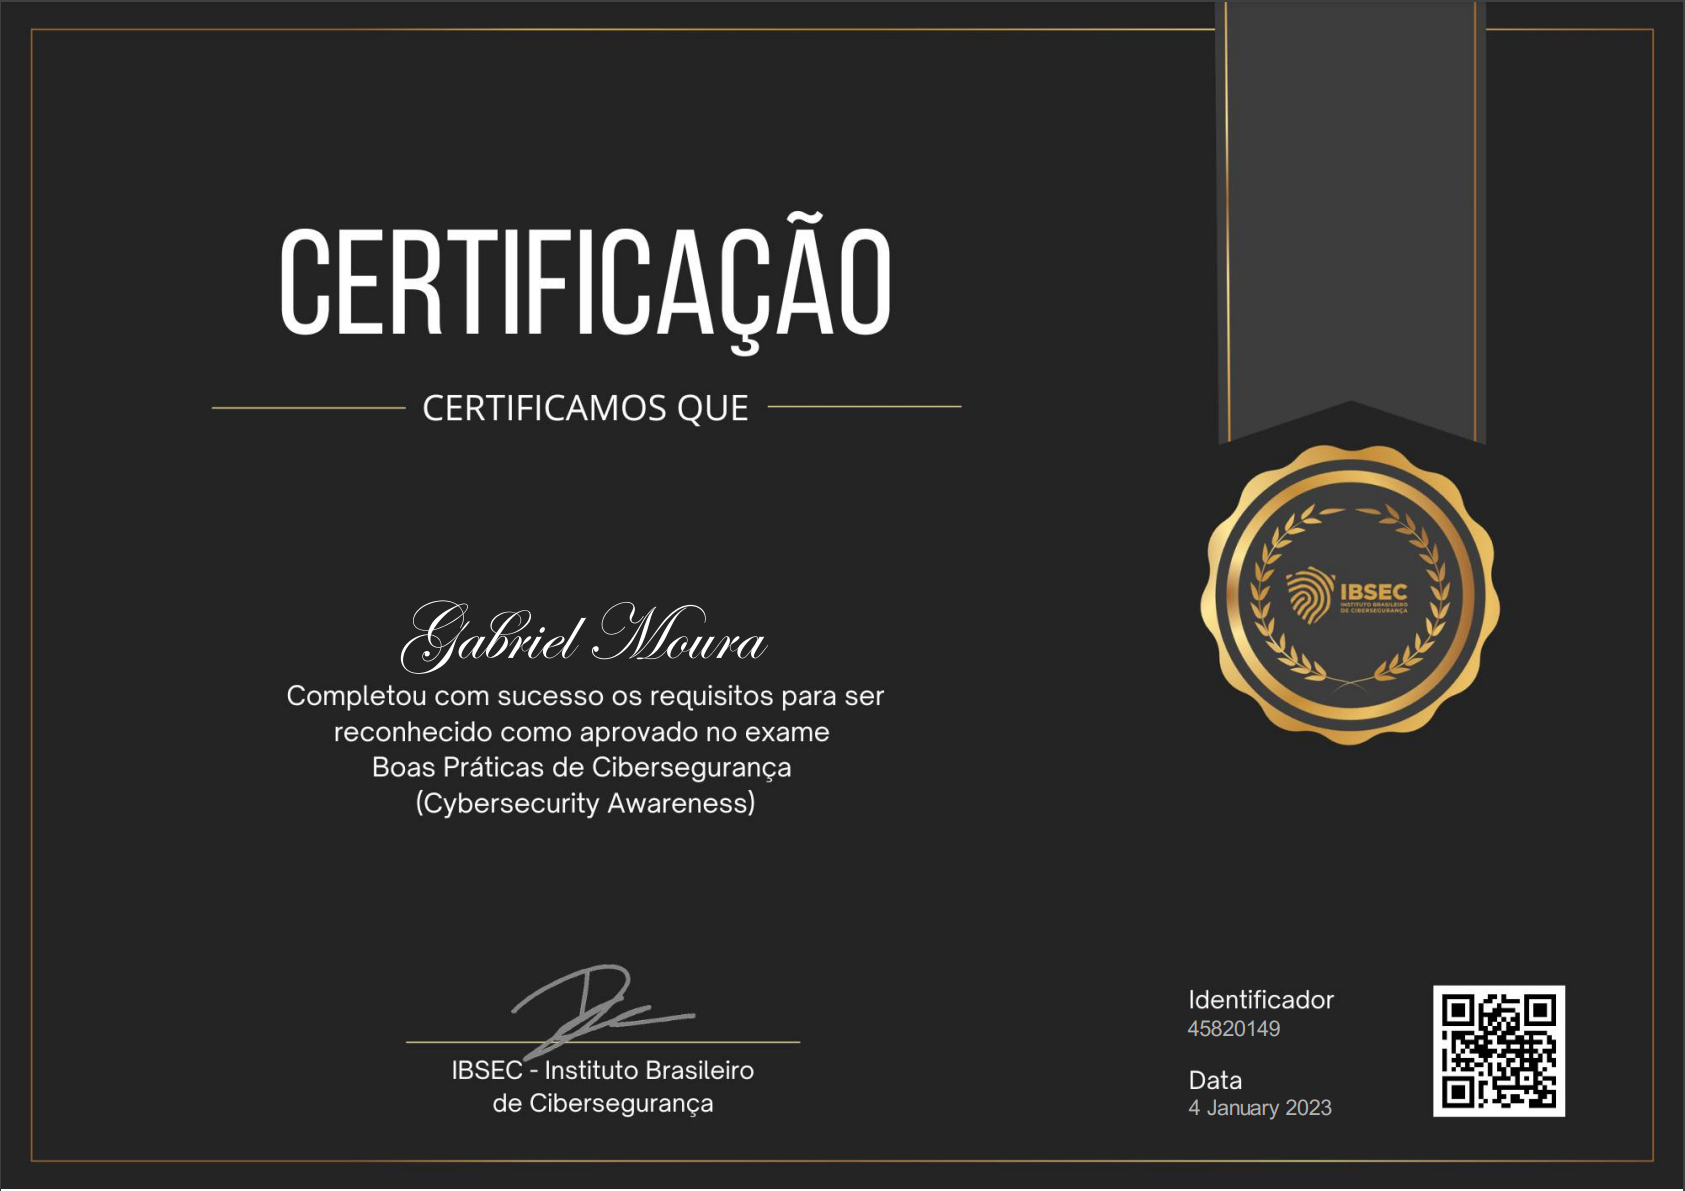 CERTIFICAÇÃO
CERTIFICAMOS QUE
Gabriel Moura
Completou com sucesso os requisitos para ser
reconhecido como aprovado no exame
Boas Práticas de Cibersegurança
(Cybersecurity Awareness)
IBSEC - Instituto Brasileiro
de Cibersegurança
IBSEC
INSTITUTO BRASILEIRO
DE CIBERSEGURANÇA
Identificador
45820149
Data
4 January 2023